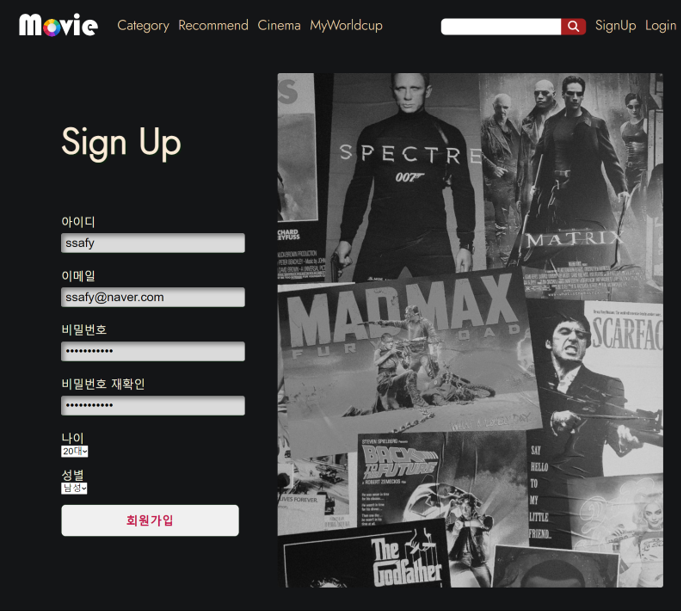 Movie Category Recommend Cinema MyWorldcup SignUp Login
Sign Up
아이디
ssafy
이메일
ssafy@naver.com
비밀번호
•••••••••••
비밀번호 재확인
•••••••••••
나이
20대
성별
남성
회원가입
S
SPECTRE
007
MATRIX
MAD MAX
FURY ROAD
SCARFACE
BACK TO THE FUTURE
SAY
HELLO
TO
MY
LITTLE
FRIEND..
The
Godfather